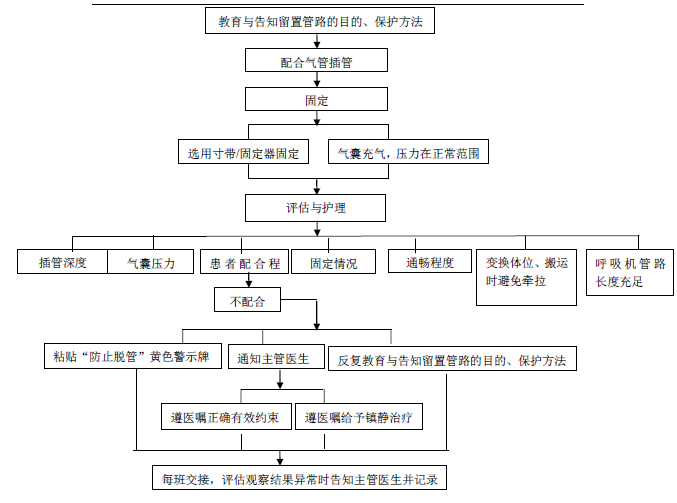 教育与告知留置管路的目的、保护方法
配合气管插管
固定
选用寸带/固定器固定
气囊充气，压力在正常范围
评估与护理
插管深度
气囊压力
患者配合程
固定情况
通畅程度
变换体位、搬运
时避免牵拉
呼吸机管路
长度充足
不配合
粘贴“防止脱管”黄色警示牌
通知主管医生
反复教育与告知留置管路的目的、保护方法
遵医嘱正确有效约束
遵医嘱给予镇静治疗
每班交接，评估观察结果异常时告知主管医生并记录